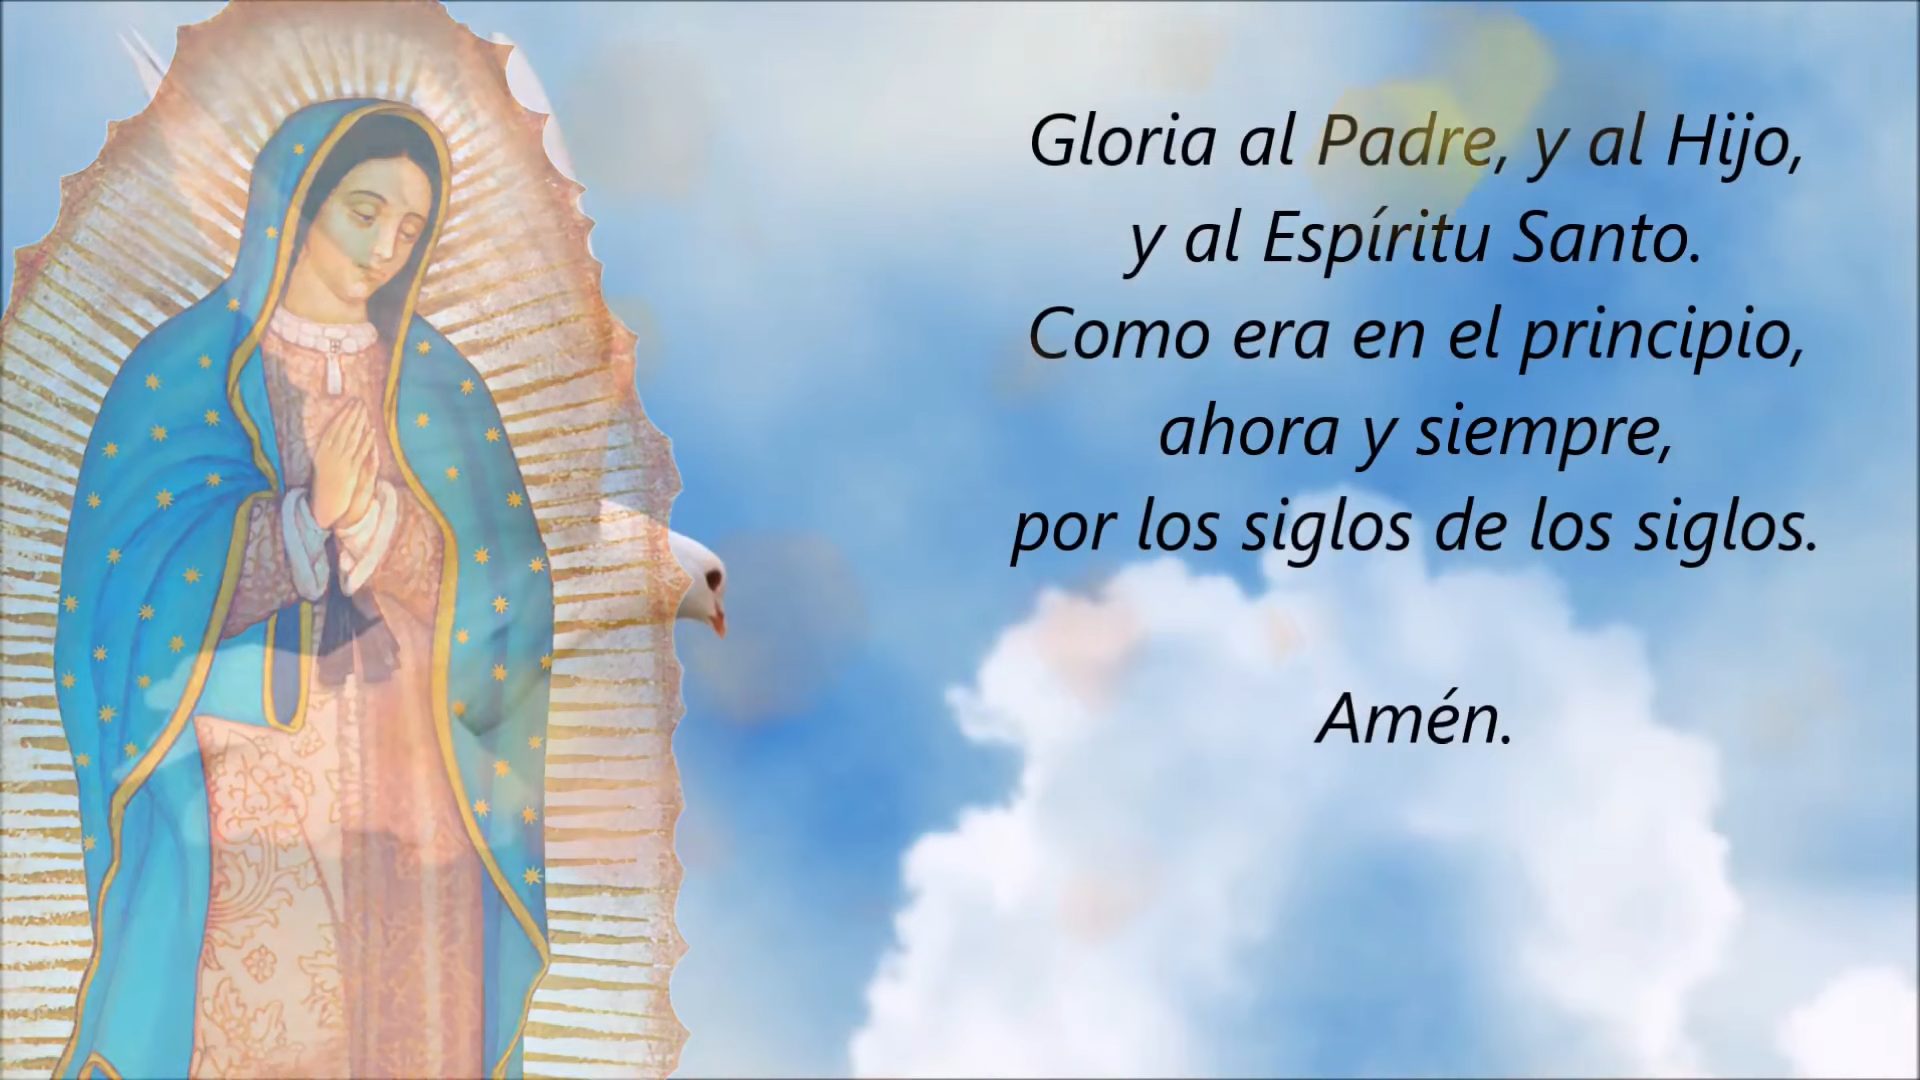 Gloria al Padre, y al Hijo,
y al Espíritu Santo.
Como era en el principio,
ahora y siempre,
por los siglos de los siglos.
Amén.